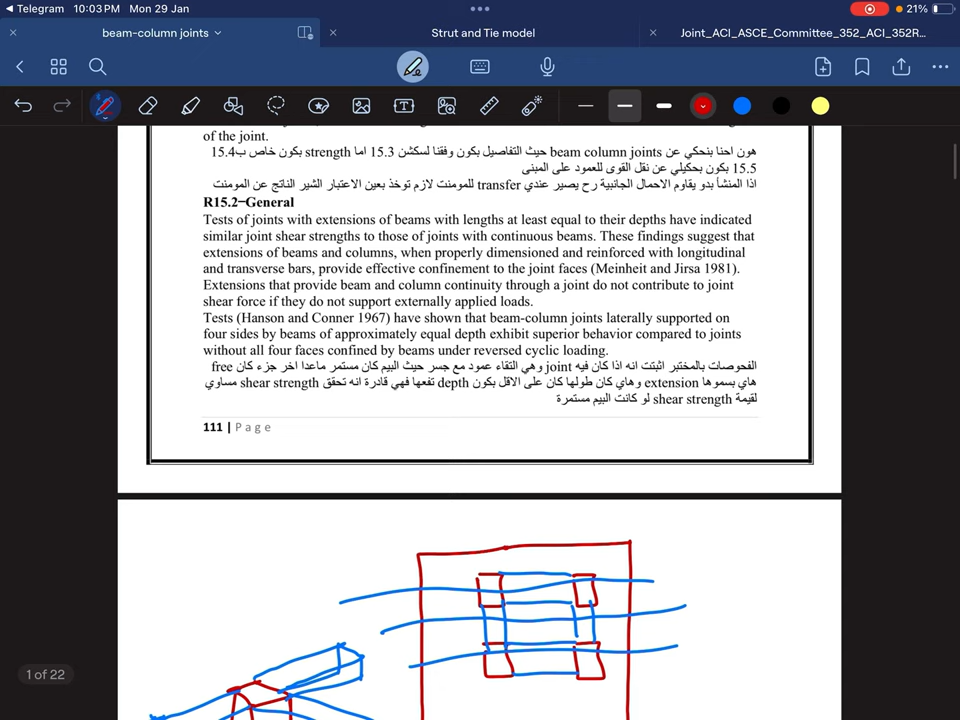 Telegram 10:03 PM Mon 29 Jan 21%
beam-column joints Strut and Tie model Joint_ACI_ASCE_Committee_352_ACI_352R...
of the joint.
هون احنا بنحكي عن beam column joints حيث التفاصيل بكون وفقنا لسكشن 15.3 اما strength بكون خاص ب15.4
15.5 بكون بحكيلي عن نقل القوى للعمود على المبنى
اذا المنشأ بدو يقاوم الاحمال الجانبية رح يصير عندي transfer للمومنت لازم توخذ بعين الاعتبار الشير الناتج عن المومنت
R15.2–General
Tests of joints with extensions of beams with lengths at least equal to their depths have indicated
similar joint shear strengths to those of joints with continuous beams. These findings suggest that
extensions of beams and columns, when properly dimensioned and reinforced with longitudinal
and transverse bars, provide effective confinement to the joint faces (Meinheit and Jirsa 1981).
Extensions that provide beam and column continuity through a joint do not contribute to joint
shear force if they do not support externally applied loads.
Tests (Hanson and Conner 1967) have shown that beam-column joints laterally supported on
four sides by beams of approximately equal depth exhibit superior behavior compared to joints
without all four faces confined by beams under reversed cyclic loading.
الفحوصات بالمختبر اثبتت انه اذا كان فيه joint وهي التقاء عمود مع جسر حيث البيم كان مستمر ماعدا اخر جزء كان free
هاي بسموها extension وهاي كان طولها كان على الاقل بكون depth تفعها فهي قادرة انه تحقق shear strength مساوي
لقيمة shear strength لو كانت البيم مستمرة
111 | Page
1 of 22